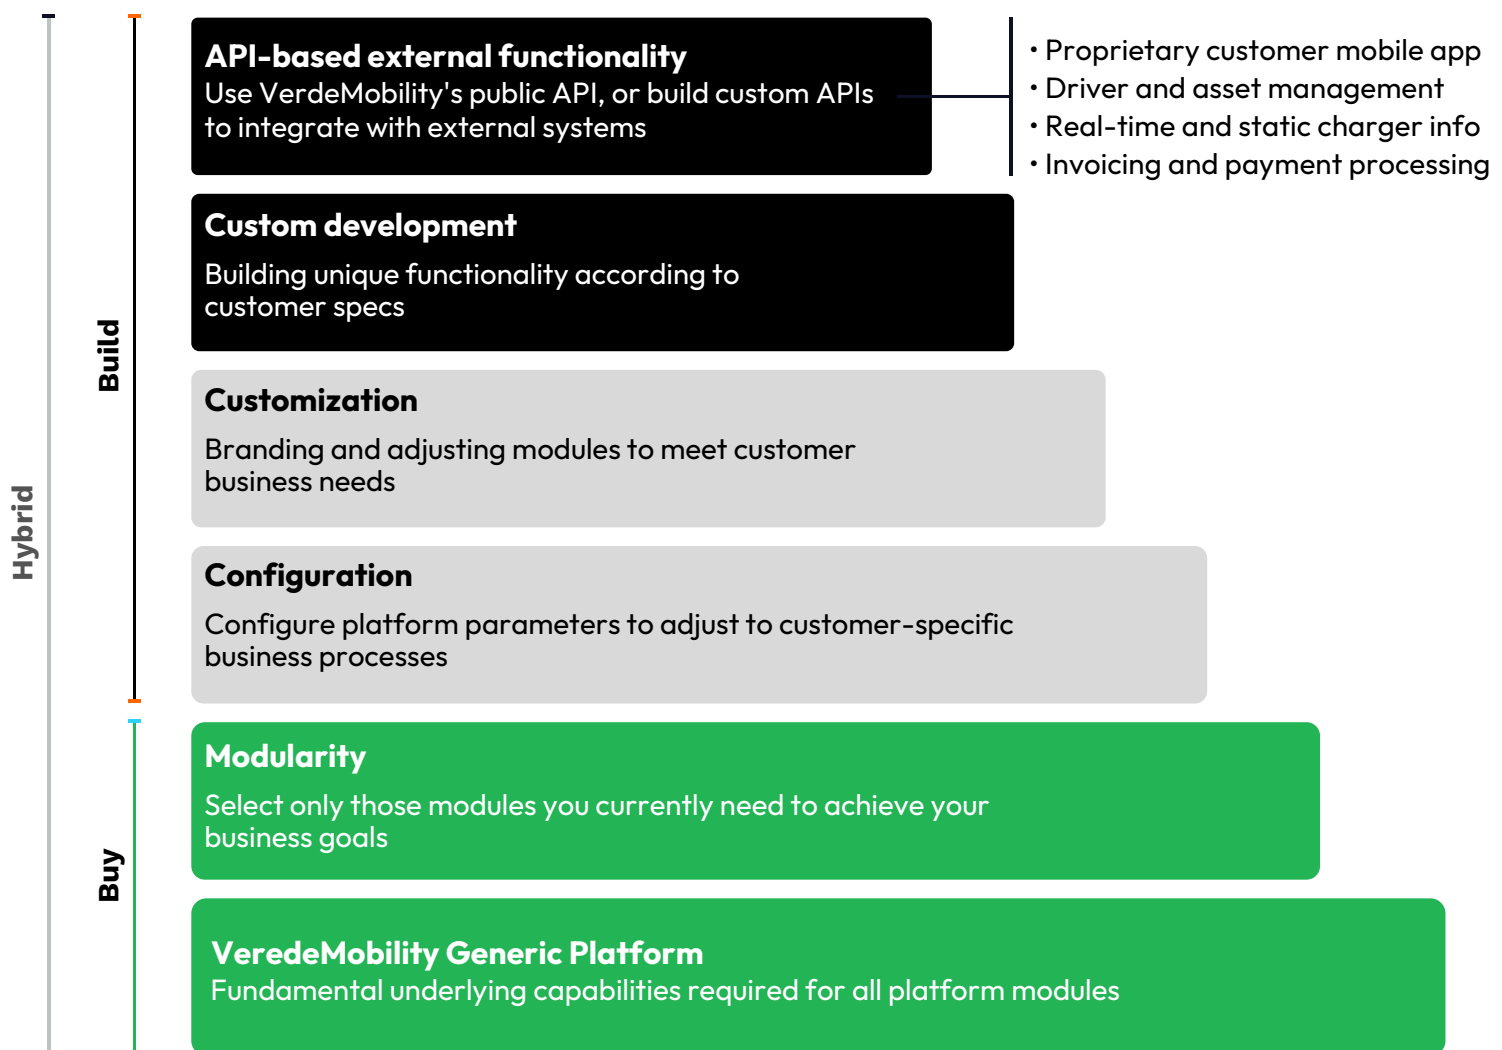 API-based external functionality
Use VerdeMobility's public API, or build custom APIs
to integrate with external systems
• Proprietary customer mobile app
• Driver and asset management
• Real-time and static charger info
• Invoicing and payment processing
Custom development
Building unique functionality according to
customer specs
Build
Customization
Branding and adjusting modules to meet customer
business needs
Hybrid
Configuration
Configure platform parameters to adjust to customer-specific
business processes
Modularity
Select only those modules you currently need to achieve your
business goals
Buy
VeredeMobility Generic Platform
Fundamental underlying capabilities required for all platform modules